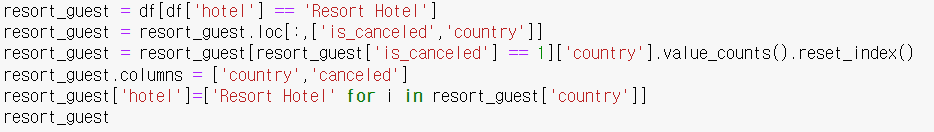 resort_guest = df[df['hotel'] == 'Resort Hotel']
resort_guest = resort_guest.loc[:,['is_canceled','country']]
resort_guest = resort_guest[resort_guest['is_canceled'] == 1]['country'].value_counts().reset_index()
resort_guest.columns = ['country','canceled']
resort_guest['hotel']=['Resort Hotel' for i in resort_guest['country']]
resort_guest